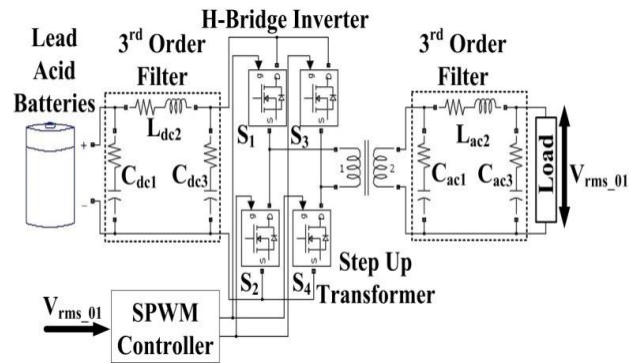 H-Bridge Inverter
Lead
Acid
Batteries
3rd Order
Filter
Ldc2
Cdc1
Cdc3
+
−
g
D
S
S1
g
D
S
S3
g
D
S
S2
g
D
S
S4
1
2
Step Up
Transformer
3rd Order
Filter
Lac2
Cac1
Cac3
Load
Vrms_01
Vrms_01
SPWM
Controller